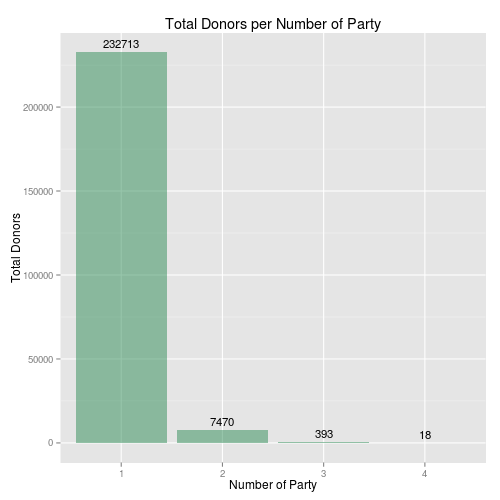 Total Donors per Number of Party
232713
200000
150000
Total Donors
100000
50000
7470
393
18
0
1 2 3 4
Number of Party